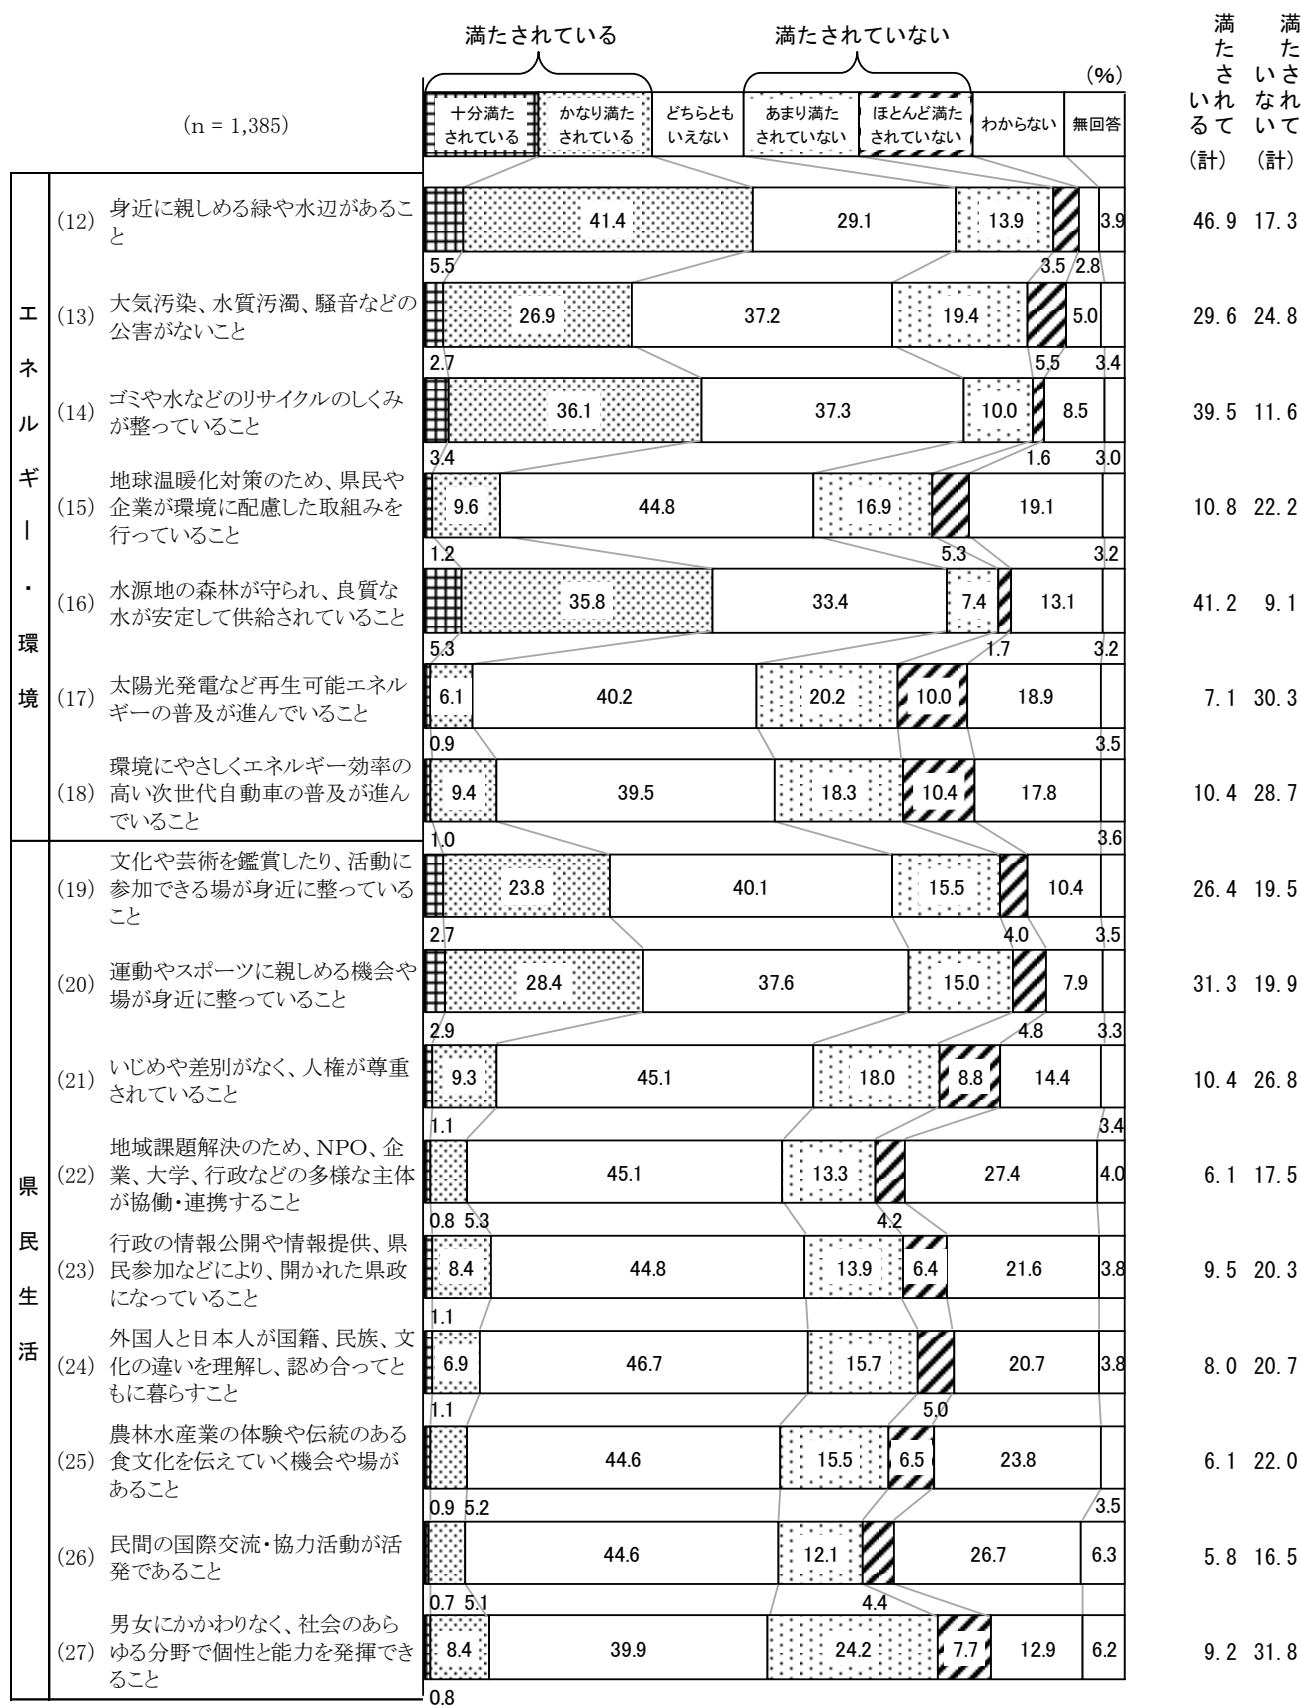 満たされている
満たされていない
満たされている(計)
満たされていない(計)
(%)
(n = 1,385)
十分満たされている
かなり満たされている
どちらともいえない
あまり満たされていない
ほとんど満たされていない
わからない
無回答
エネルギー・環境
(12) 身近に親しめる緑や水辺があるこ
と
41.4 29.1 13.9 3.9 46.9 17.3
5.5 3.5 2.8
(13) 大気汚染、水質汚濁、騒音などの
公害がないこと
26.9 37.2 19.4 5.0 29.6 24.8
2.7 5.5 3.4
(14) ゴミや水などのリサイクルのしくみ
が整っていること
36.1 37.3 10.0 8.5 39.5 11.6
3.4 1.6 3.0
(15) 地球温暖化対策のため、県民や
企業が環境に配慮した取組みを
行っていること
9.6 44.8 16.9 19.1 10.8 22.2
1.2 5.3 3.2
(16) 水源地の森林が守られ、良質な
水が安定して供給されていること
35.8 33.4 7.4 13.1 41.2 9.1
5.3 1.7 3.2
(17) 太陽光発電など再生可能エネル
ギーの普及が進んでいること
6.1 40.2 20.2 10.0 18.9 7.1 30.3
0.9 3.5
(18) 環境にやさしくエネルギー効率の
高い次世代自動車の普及が進ん
でいること
9.4 39.5 18.3 10.4 17.8 10.4 28.7
1.0 3.6
県民生活
(19) 文化や芸術を鑑賞したり、活動に
参加できる場が身近に整っている
こと
23.8 40.1 15.5 10.4 26.4 19.5
2.7 4.0 3.5
(20) 運動やスポーツに親しめる機会や
場が身近に整っていること
28.4 37.6 15.0 7.9 31.3 19.9
2.9 4.8 3.3
(21) いじめや差別がなく、人権が尊重
されていること
9.3 45.1 18.0 8.8 14.4 10.4 26.8
1.1 3.4
(22) 地域課題解決のため、NPO、企
業、大学、行政などの多様な主体
が協働・連携すること
45.1 13.3 27.4 4.0 6.1 17.5
0.8 5.3 4.2
(23) 行政の情報公開や情報提供、県
民参加などにより、開かれた県政
になっていること
8.4 44.8 13.9 6.4 21.6 3.8 9.5 20.3
1.1
(24) 外国人と日本人が国籍、民族、文
化の違いを理解し、認め合ってと
もに暮らすこと
6.9 46.7 15.7 20.7 3.8 8.0 20.7
1.1 5.0
(25) 農林水産業の体験や伝統のある
食文化を伝えていく機会や場が
あること
44.6 15.5 6.5 23.8 6.1 22.0
0.9 5.2 3.5
(26) 民間の国際交流・協力活動が活
発であること
44.6 12.1 26.7 6.3 5.8 16.5
0.7 5.1 4.4
(27) 男女にかかわりなく、社会のあら
ゆる分野で個性と能力を発揮でき
ること
8.4 39.9 24.2 7.7 12.9 6.2 9.2 31.8
0.8